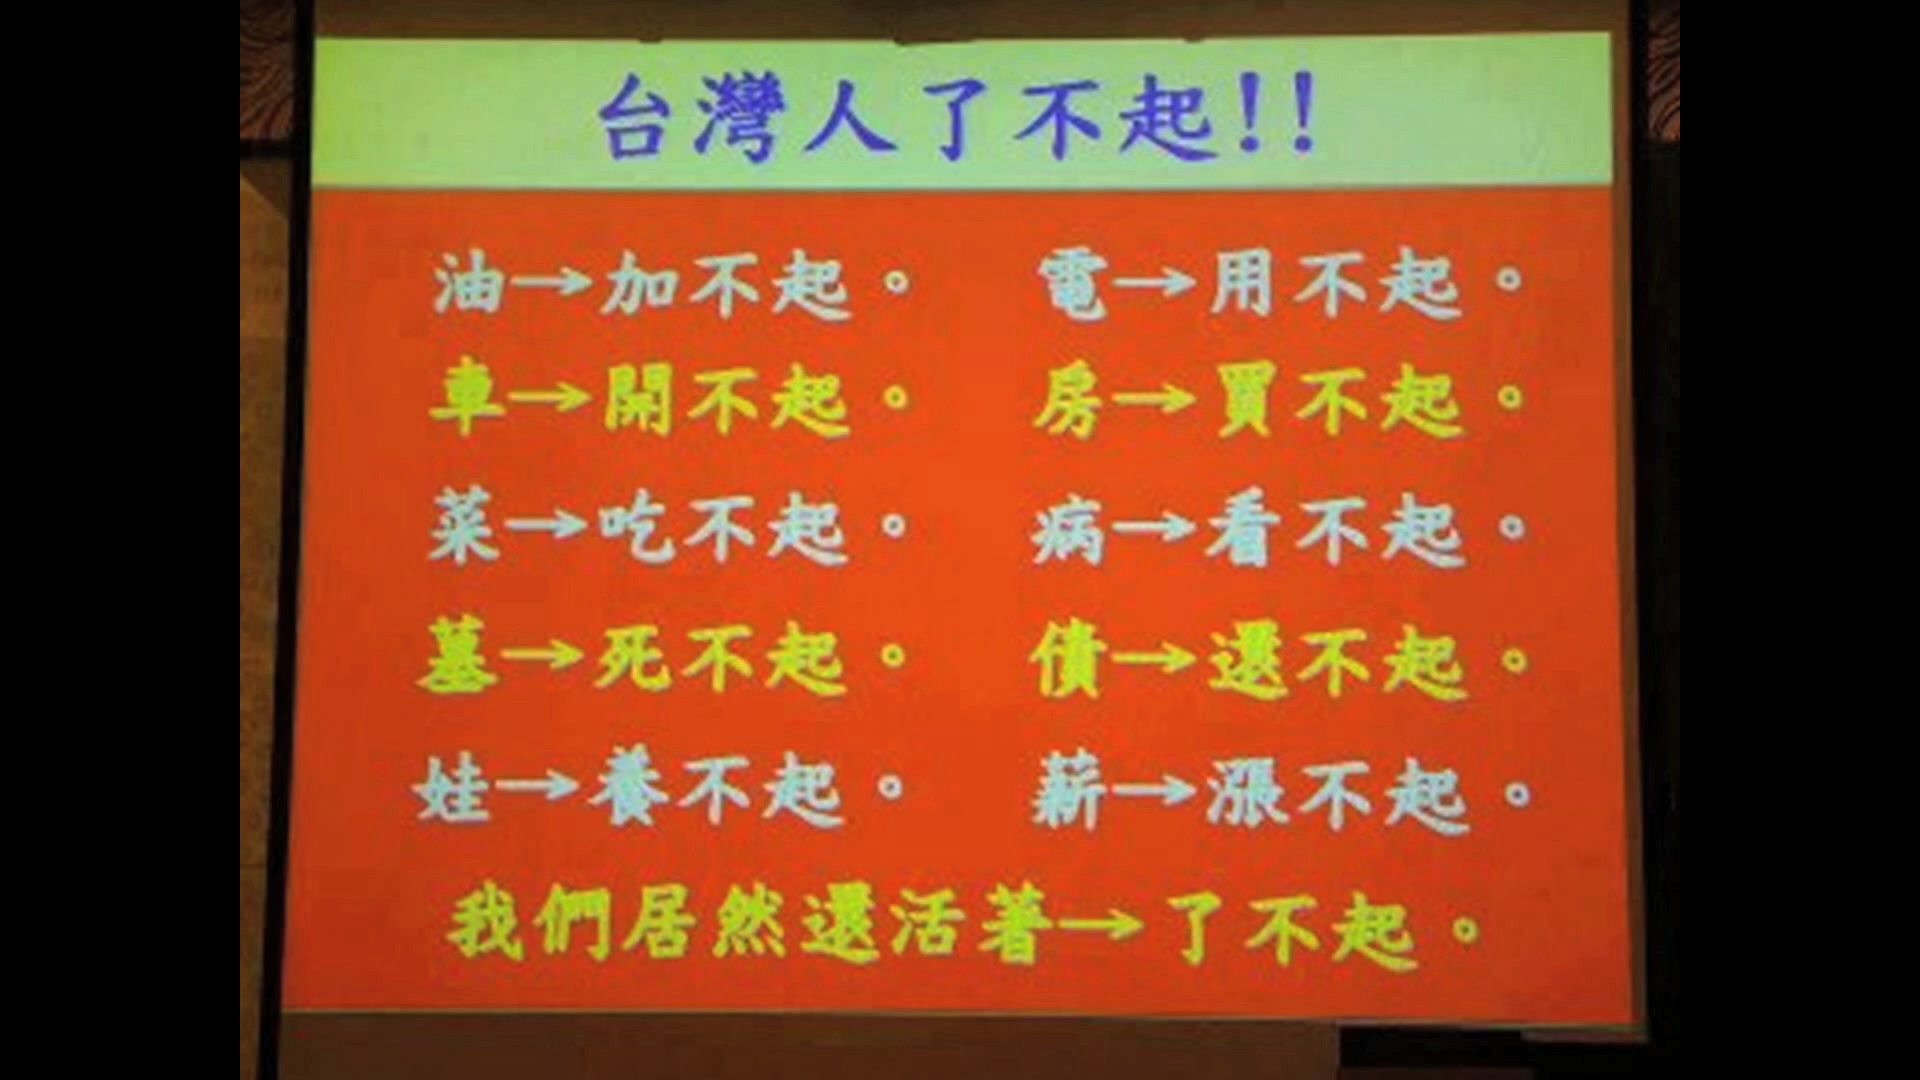 台灣人了不起!!
油→加不起。 電→用不起。
車→開不起。 房→買不起。
菜→吃不起。 病→看不起。
墓→死不起。 債→還不起。
娃→養不起。 薪→漲不起。
我們居然還活著→了不起。